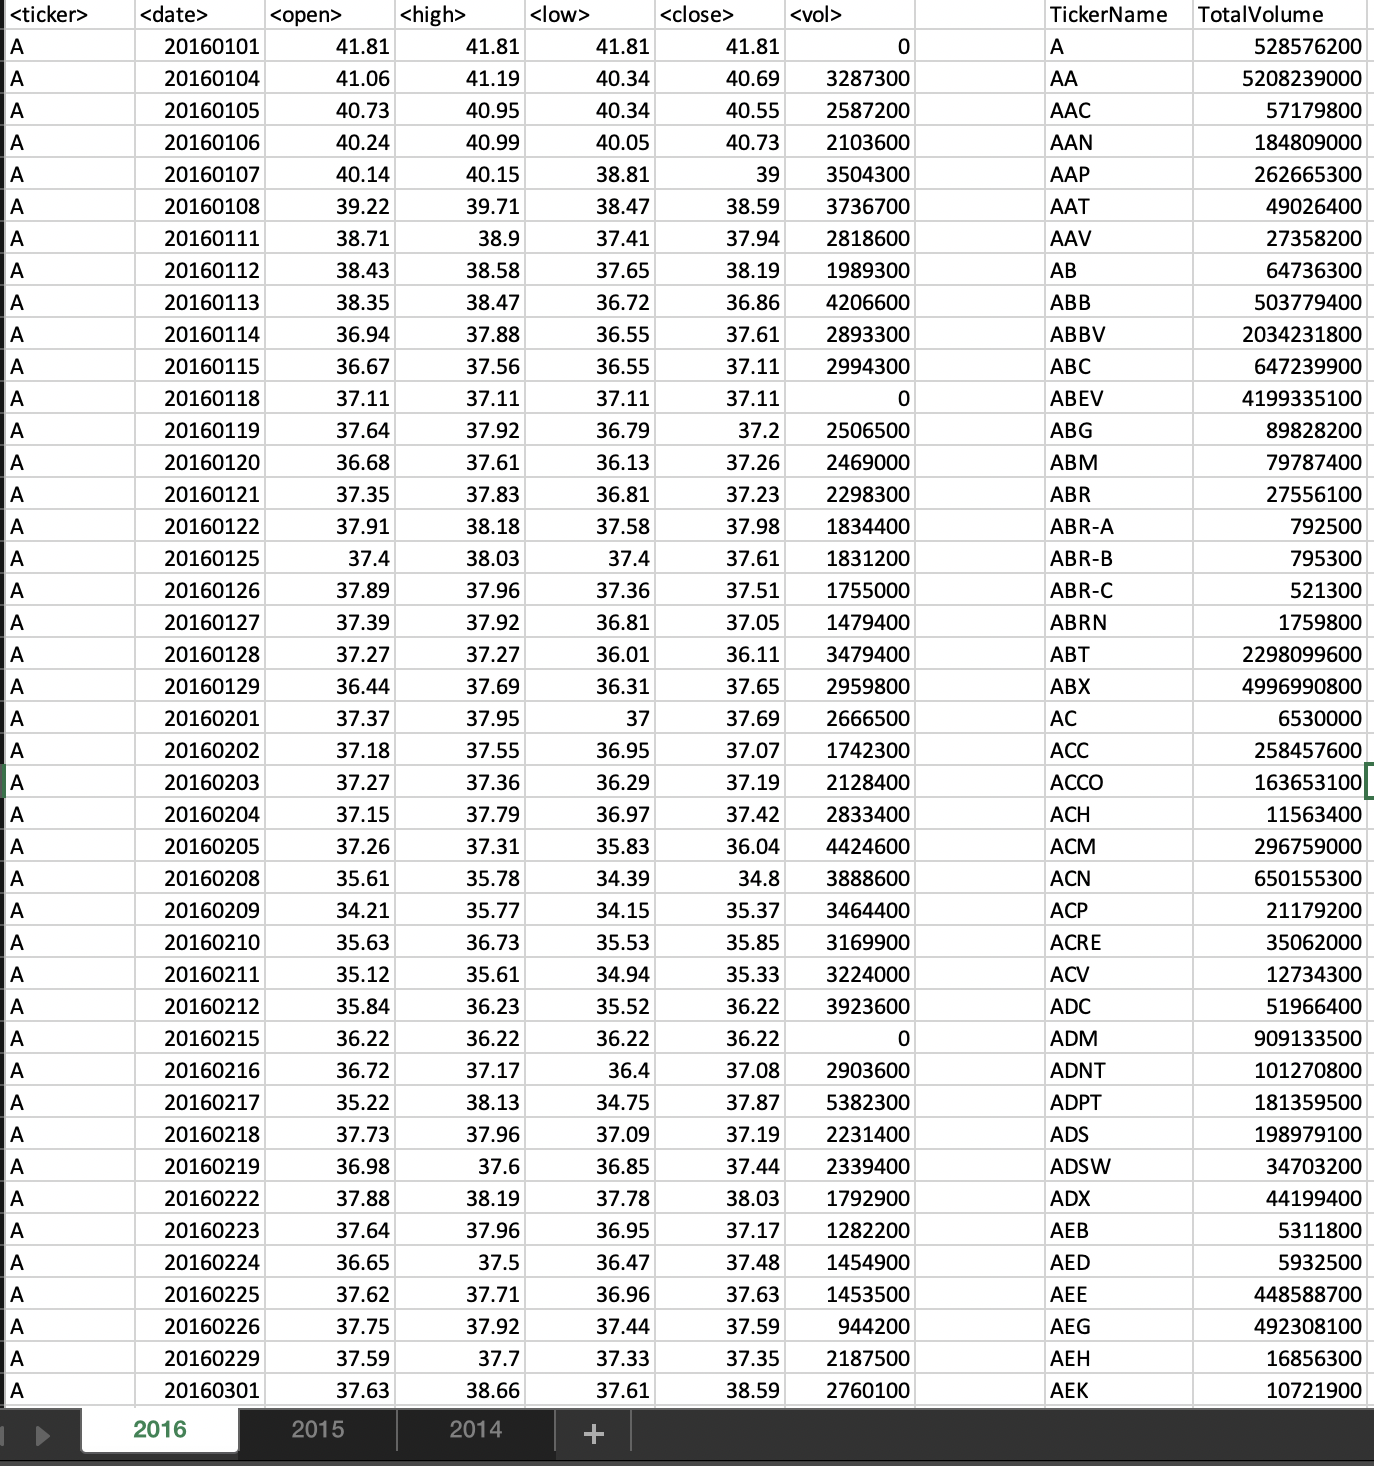 <ticker> <date> <open> <high> <low> <close> <vol> TickerName TotalVolume
A 20160101 41.81 41.81 41.81 41.81 0 A 528576200
A 20160104 41.06 41.19 40.34 40.69 3287300 AA 5208239000
A 20160105 40.73 40.95 40.34 40.55 2587200 AAC 57179800
A 20160106 40.24 40.99 40.05 40.73 2103600 AAN 184809000
A 20160107 40.14 40.15 38.81 39 3504300 AAP 262665300
A 20160108 39.22 39.71 38.47 38.59 3736700 AAT 49026400
A 20160111 38.71 38.9 37.41 37.94 2818600 AAV 27358200
A 20160112 38.43 38.58 37.65 38.19 1989300 AB 64736300
A 20160113 38.35 38.47 36.72 36.86 4206600 ABB 503779400
A 20160114 36.94 37.88 36.55 37.61 2893300 ABBV 2034231800
A 20160115 36.67 37.56 36.55 37.11 2994300 ABC 647239900
A 20160118 37.11 37.11 37.11 37.11 0 ABEV 4199335100
A 20160119 37.64 37.92 36.79 37.2 2506500 ABG 89828200
A 20160120 36.68 37.61 36.13 37.26 2469000 ABM 79787400
A 20160121 37.35 37.83 36.81 37.23 2298300 ABR 27556100
A 20160122 37.91 38.18 37.58 37.98 1834400 ABR-A 792500
A 20160125 37.4 38.03 37.4 37.61 1831200 ABR-B 795300
A 20160126 37.89 37.96 37.36 37.51 1755000 ABR-C 521300
A 20160127 37.39 37.92 36.81 37.05 1479400 ABRN 1759800
A 20160128 37.27 37.27 36.01 36.11 3479400 ABT 2298099600
A 20160129 36.44 37.69 36.31 37.65 2959800 ABX 4996990800
A 20160201 37.37 37.95 37 37.69 2666500 AC 6530000
A 20160202 37.18 37.55 36.95 37.07 1742300 ACC 258457600
A 20160203 37.27 37.36 36.29 37.19 2128400 ACCO 163653100
A 20160204 37.15 37.79 36.97 37.42 2833400 ACH 11563400
A 20160205 37.26 37.31 35.83 36.04 4424600 ACM 296759000
A 20160208 35.61 35.78 34.39 34.8 3888600 ACN 650155300
A 20160209 34.21 35.77 34.15 35.37 3464400 ACP 21179200
A 20160210 35.63 36.73 35.53 35.85 3169900 ACRE 35062000
A 20160211 35.12 35.61 34.94 35.33 3224000 ACV 12734300
A 20160212 35.84 36.23 35.52 36.22 3923600 ADC 51966400
A 20160215 36.22 36.22 36.22 36.22 0 ADM 909133500
A 20160216 36.72 37.17 36.4 37.08 2903600 ADNT 101270800
A 20160217 35.22 38.13 34.75 37.87 5382300 ADPT 181359500
A 20160218 37.73 37.96 37.09 37.19 2231400 ADS 198979100
A 20160219 36.98 37.6 36.85 37.44 2339400 ADSW 34703200
A 20160222 37.88 38.19 37.78 38.03 1792900 ADX 44199400
A 20160223 37.64 37.96 36.95 37.17 1282200 AEB 5311800
A 20160224 36.65 37.5 36.47 37.48 1454900 AED 5932500
A 20160225 37.62 37.71 36.96 37.63 1453500 AEE 448588700
A 20160226 37.75 37.92 37.44 37.59 944200 AEG 492308100
A 20160229 37.59 37.7 37.33 37.35 2187500 AEH 16856300
A 20160301 37.63 38.66 37.61 38.59 2760100 AEK 10721900
2016 2015 2014 +